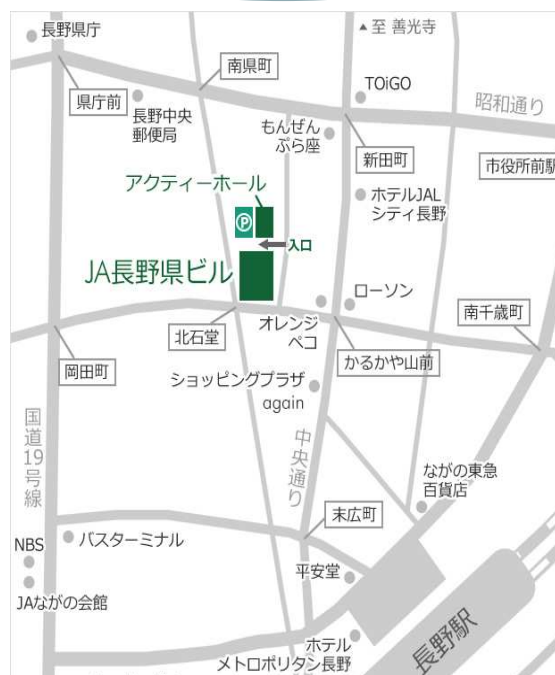 長野県庁
▲至 善光寺
南県町
TOiGO
県庁前
昭和通り
長野中央
郵便局
もんぜん
ぷら座
新田町
市役所前駅
アクティーホール
ホテルJAL
シティ長野
P
入口
JA長野県ビル
ローソン
オレンジ
ペコ
南千歳町
北石堂
かるかや山前
岡田町
ショッピングプラザ
again
国道19号線
中央通り
ながの東急
百貨店
末広町
バスターミナル
NBS
平安堂
JAながの会館
ホテル
メトロポリタン長野
長野駅